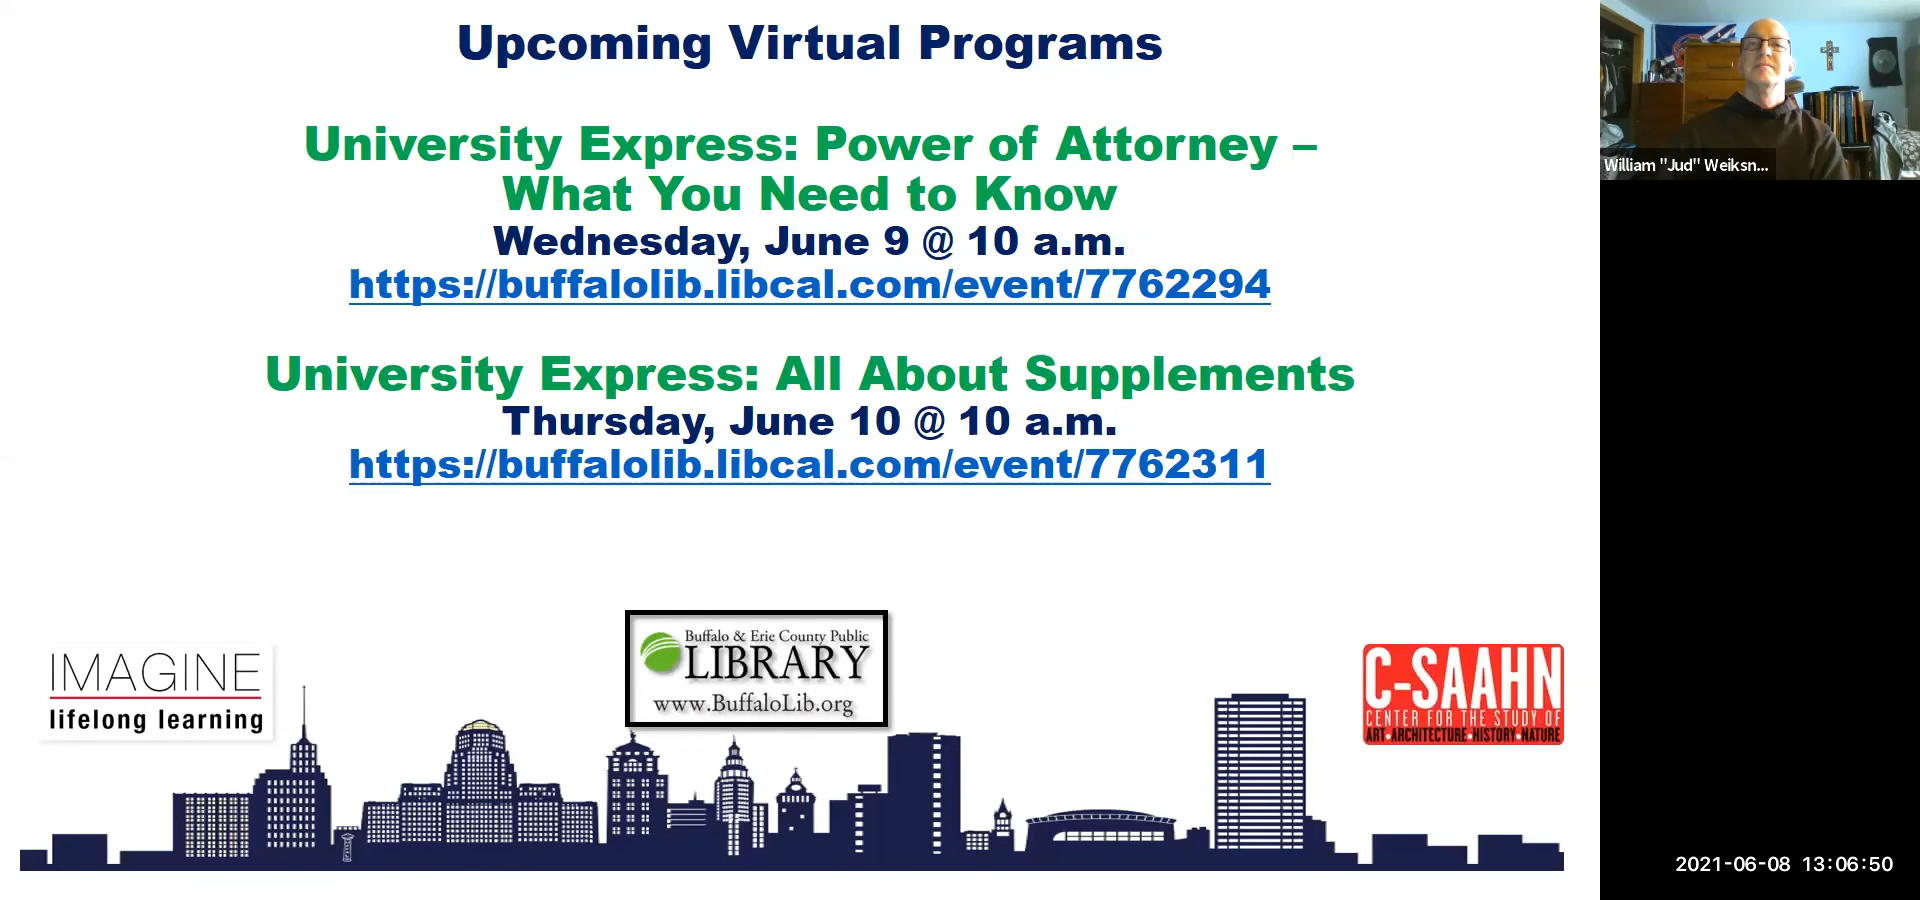 Upcoming Virtual Programs
University Express: Power of Attorney –
What You Need to Know
Wednesday, June 9 @ 10 a.m.
https://buffalolib.libcal.com/event/7762294
University Express: All About Supplements
Thursday, June 10 @ 10 a.m.
https://buffalolib.libcal.com/event/7762311
IMAGINE
lifelong learning
Buffalo & Erie County Public
LIBRARY
www.BuffaloLib.org
C-SAAHN
CENTER FOR THE STUDY OF
ART·ARCHITECTURE·HISTORY·NATURE
William "Jud" Weiksn...
2021-06-08 13:06:50